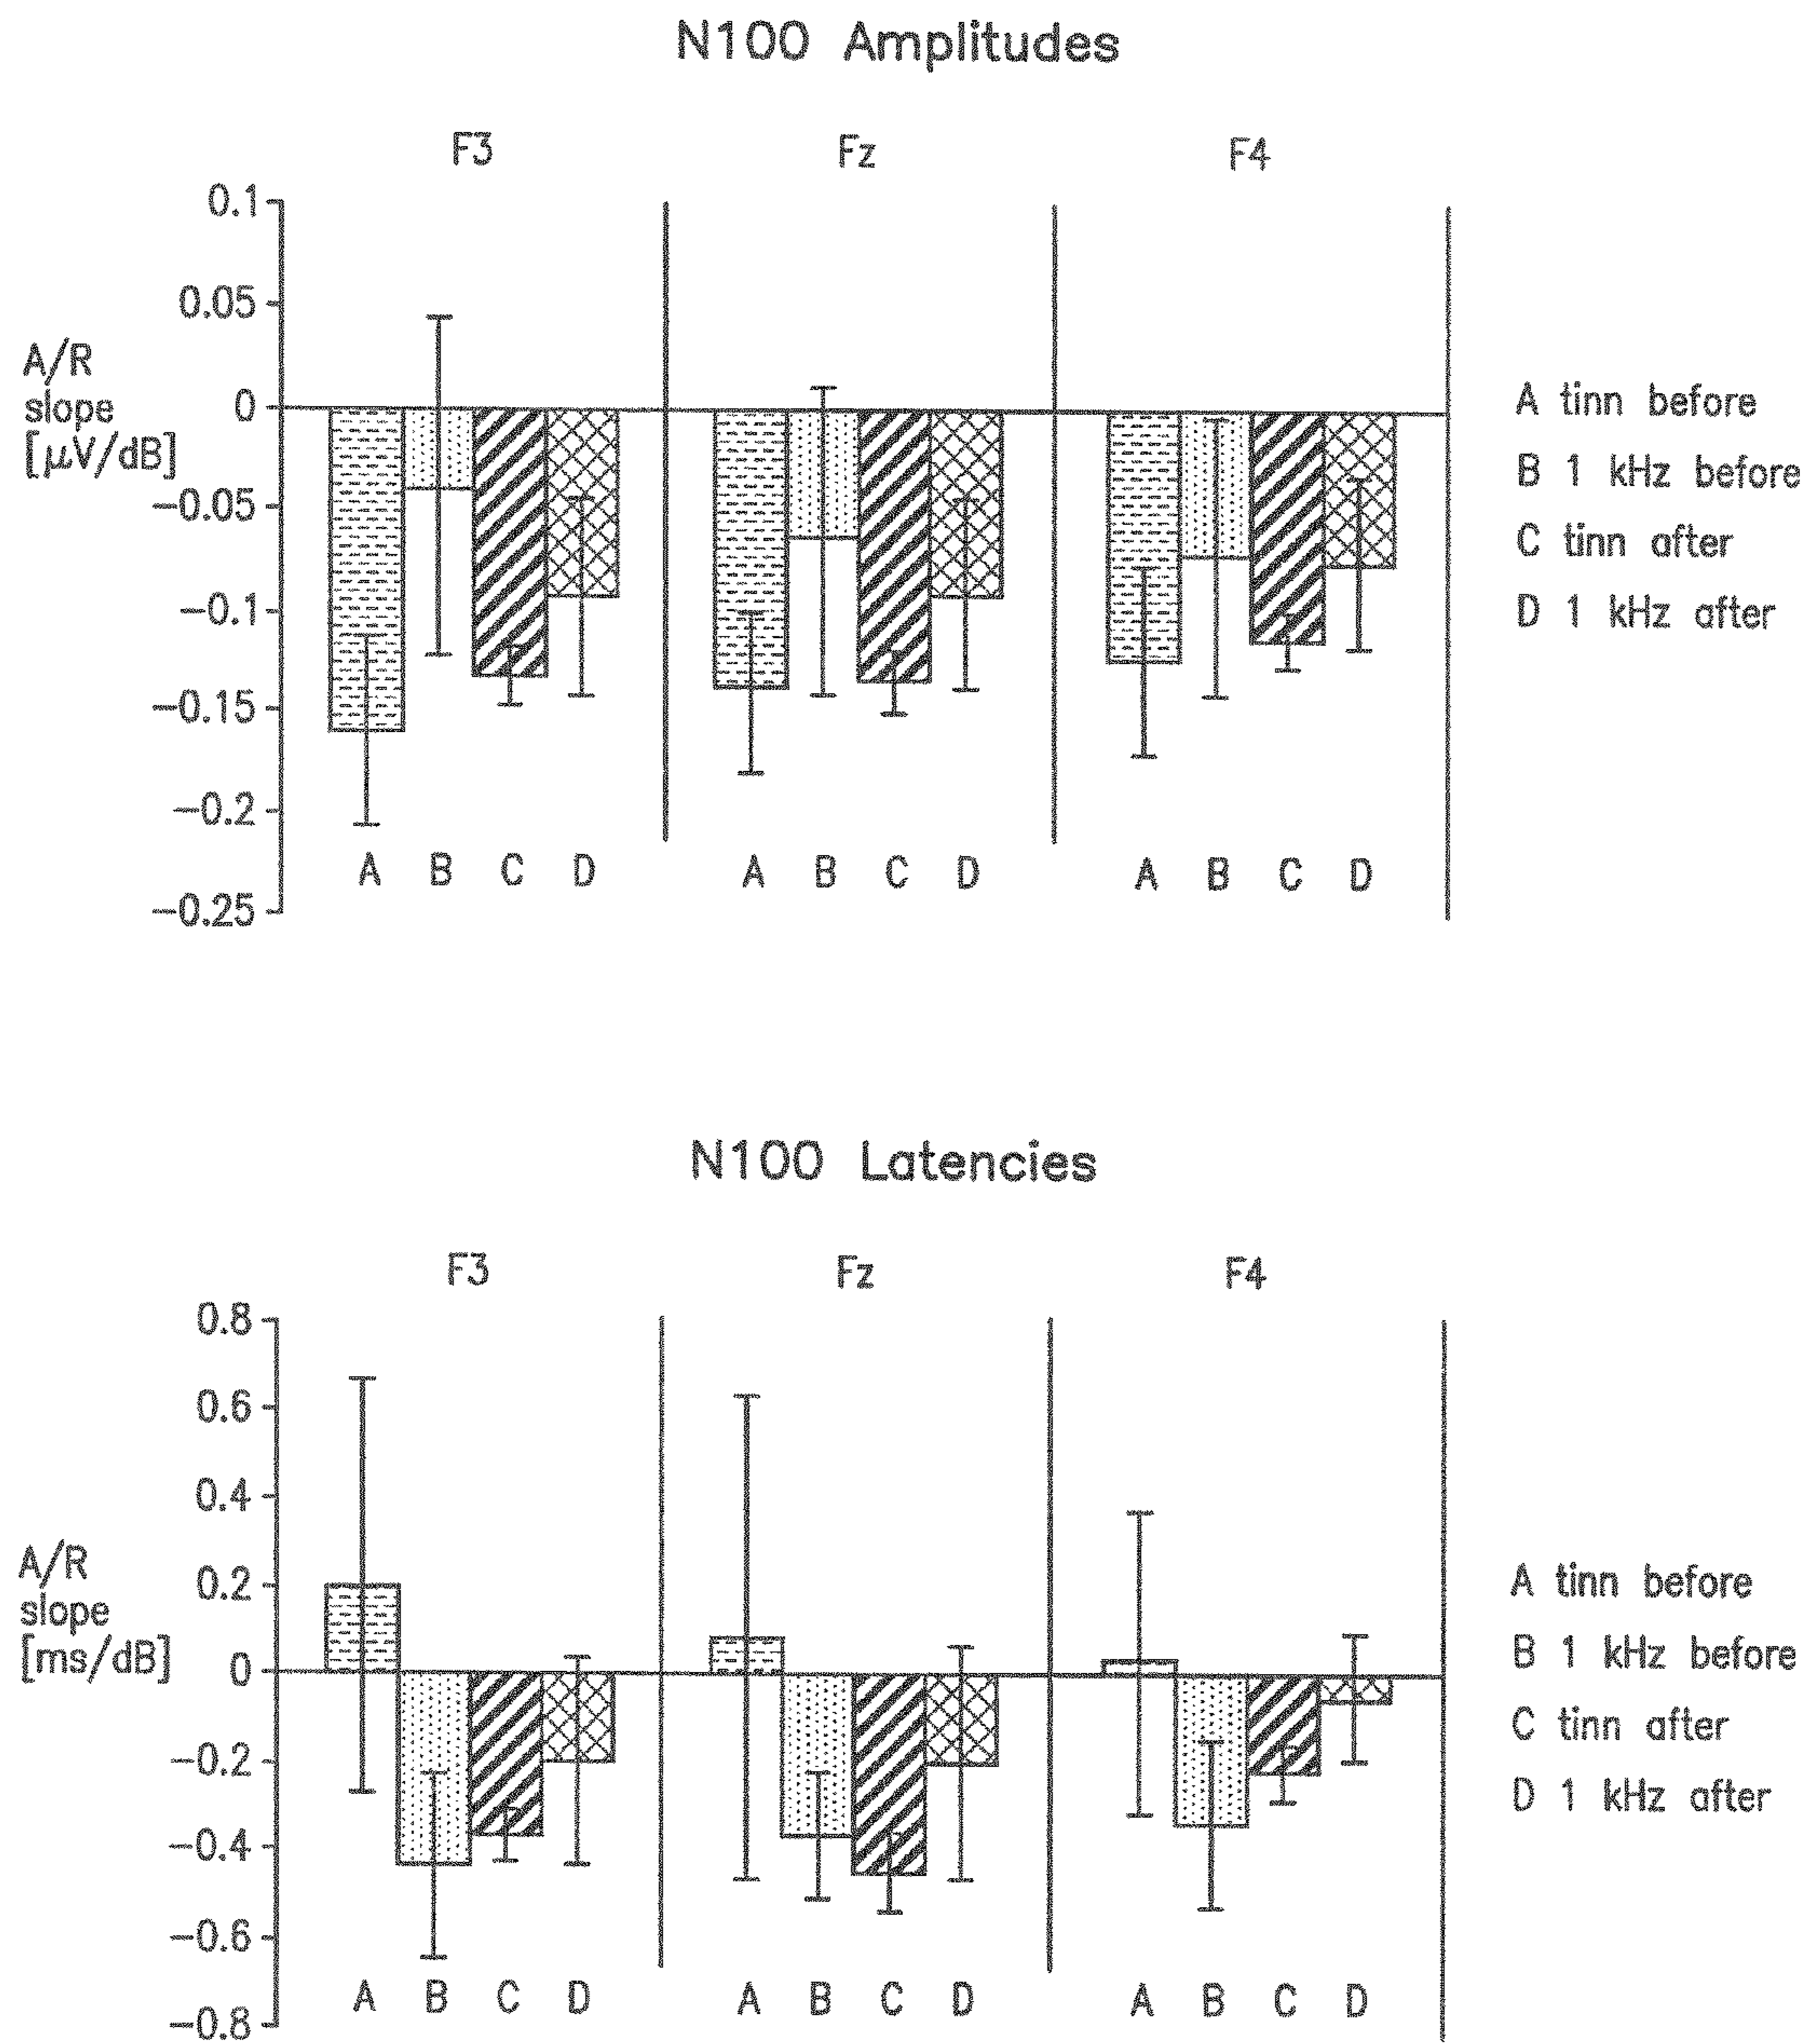 N100 Amplitudes
F3 Fz F4
0.1
0.05
0
−0.05
−0.1
−0.15
−0.2
−0.25
A/R
slope
[μV/dB]
A B C D A B C D A B C D
A tinn before
B 1 kHz before
C tinn after
D 1 kHz after
N100 Latencies
F3 Fz F4
0.8
0.6
0.4
0.2
0
−0.2
−0.4
−0.6
−0.8
A/R
slope
[ms/dB]
A B C D A B C D A B C D
A tinn before
B 1 kHz before
C tinn after
D 1 kHz after